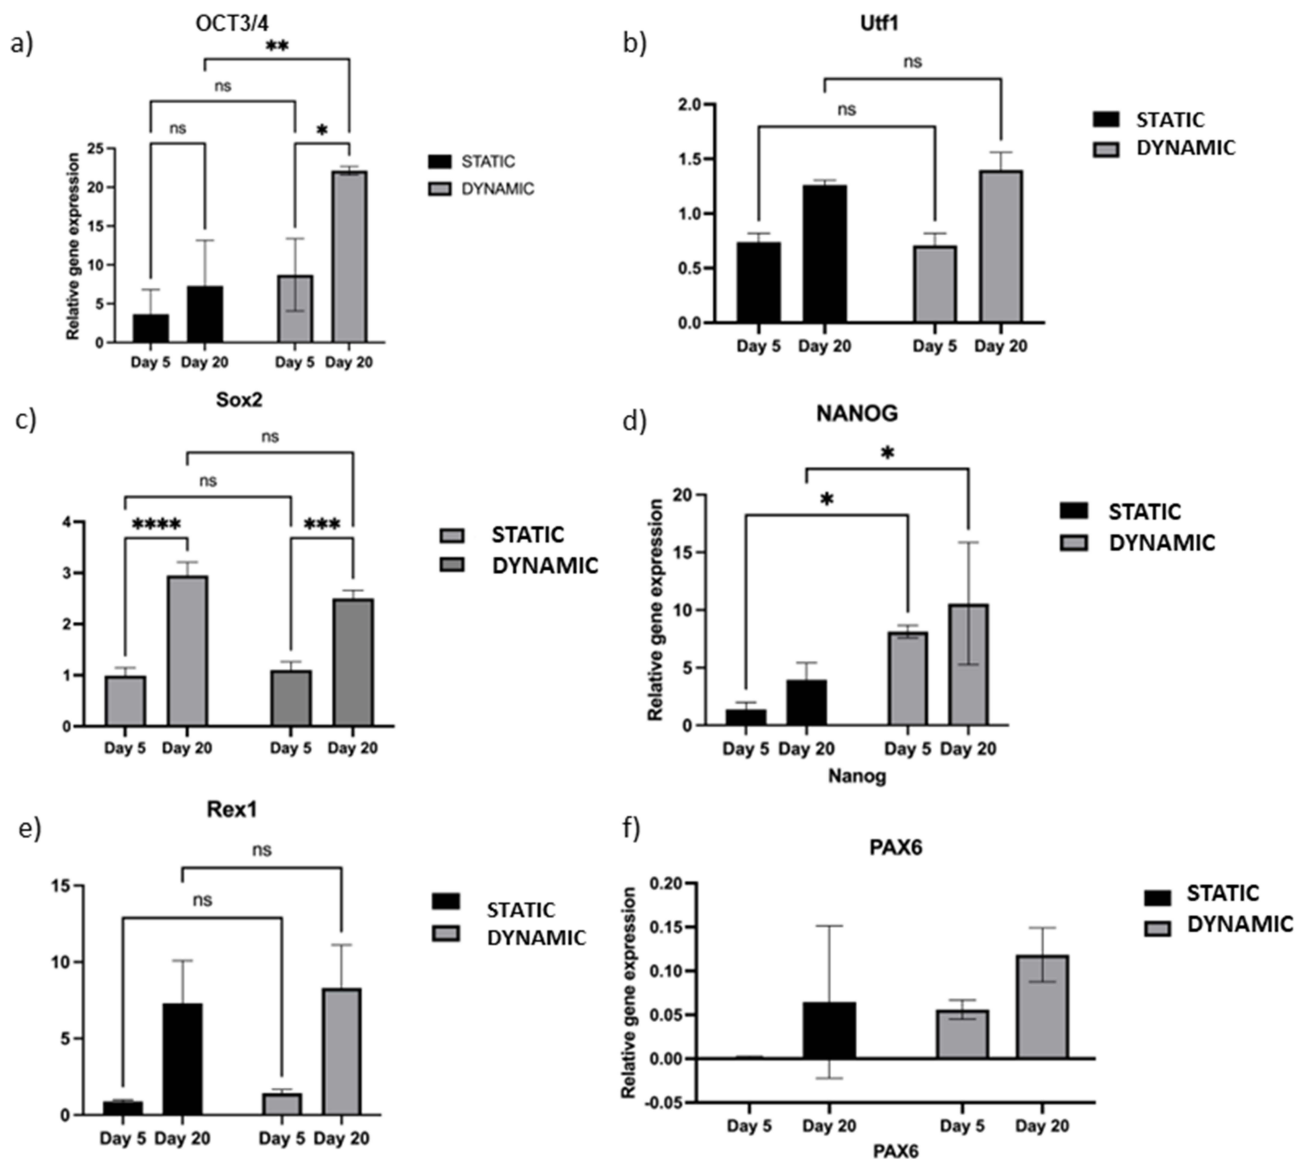 a)
OCT3/4
**
ns
ns
*
25
20
15
10
5
0
Relative gene expression
Day 5 Day 20 Day 5 Day 20
STATIC
DYNAMIC
b)
Utf1
ns
ns
2.0
1.5
1.0
0.5
0.0
Day 5 Day 20 Day 5 Day 20
STATIC
DYNAMIC
c)
Sox2
ns
ns
**** ***
4
3
2
1
0
Day 5 Day 20 Day 5 Day 20
STATIC
DYNAMIC
d)
NANOG
*
*
20
15
10
5
0
Relative gene expression
Day 5 Day 20 Day 5 Day 20
Nanog
STATIC
DYNAMIC
e)
Rex1
ns
ns
15
10
5
0
Day 5 Day 20 Day 5 Day 20
STATIC
DYNAMIC
f)
PAX6
0.20
0.15
0.10
0.05
0.00
-0.05
Relative gene expression
Day 5 Day 20 Day 5 Day 20
PAX6
STATIC
DYNAMIC